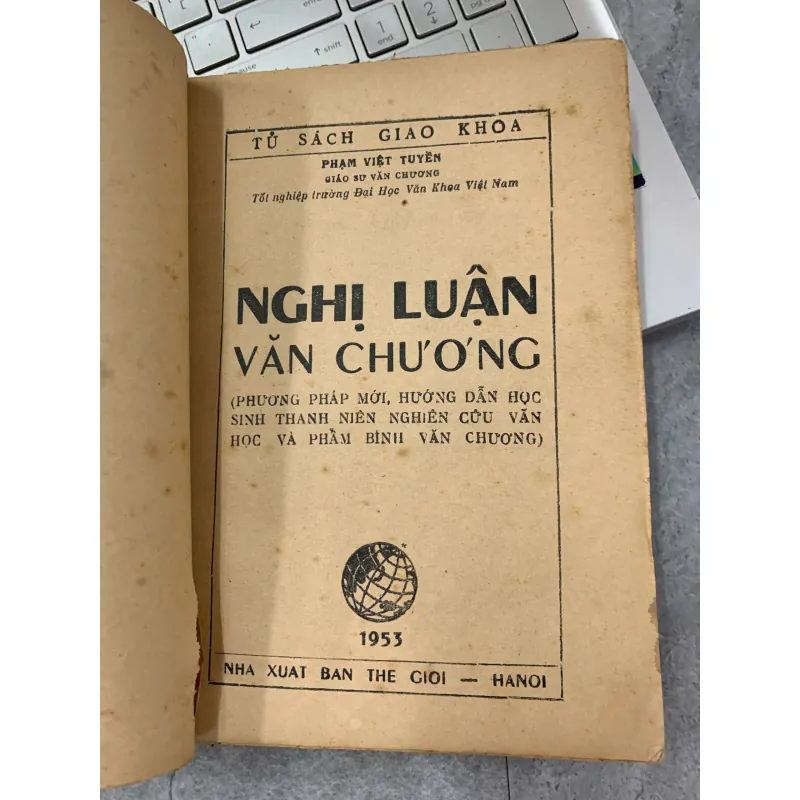 TỦ SÁCH GIAO KHOA
PHẠM VIỆT TUYỀN
GIÁO SƯ VĂN CHƯƠNG
Tốt nghiệp trường Đại Học Văn Khoa Việt Nam
NGHỊ LUẬN
VĂN CHƯƠNG
(PHƯƠNG PHÁP MỚI, HƯỚNG DẪN HỌC
SINH THANH NIÊN NGHIÊN CỨU VĂN
HỌC VÀ PHẨM BÌNH VĂN CHƯƠNG)
1953
NHA XUAT BAN THE GIOI — HANOI